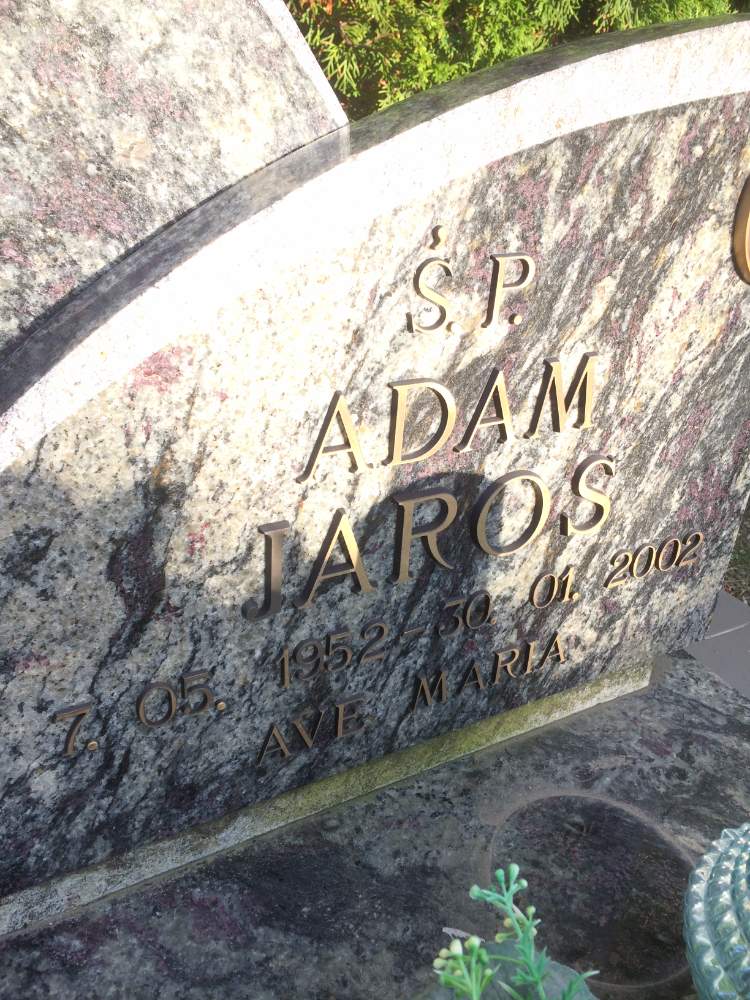 Ś.P.
ADAM
JAROS
7. 05. 1952 - 30. 01. 2002
AVE MARIA